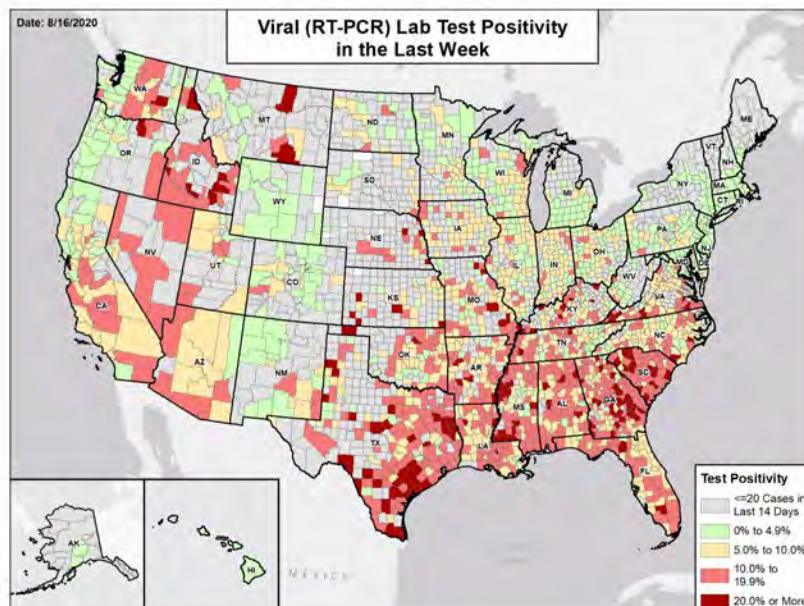 Date: 8/16/2020
Viral (RT-PCR) Lab Test Positivity
in the Last Week
WA
MT
ND
MN
ME
OR
ID
SD
WI
VT
NH
WY
MI
NY
MA
CT
RI
NE
IA
PA
NV
UT
IL
IN
OH
NJ
MD
DE
CO
WV
CA
KS
MO
KY
VA
AZ
NM
OK
TN
NC
AR
SC
MS
AL
GA
TX
LA
FL
AK
HI
MEXICO
Test Positivity
<=20 Cases in
Last 14 Days
0% to 4.9%
5.0% to 10.0%
10.0% to
19.9%
20.0% or More